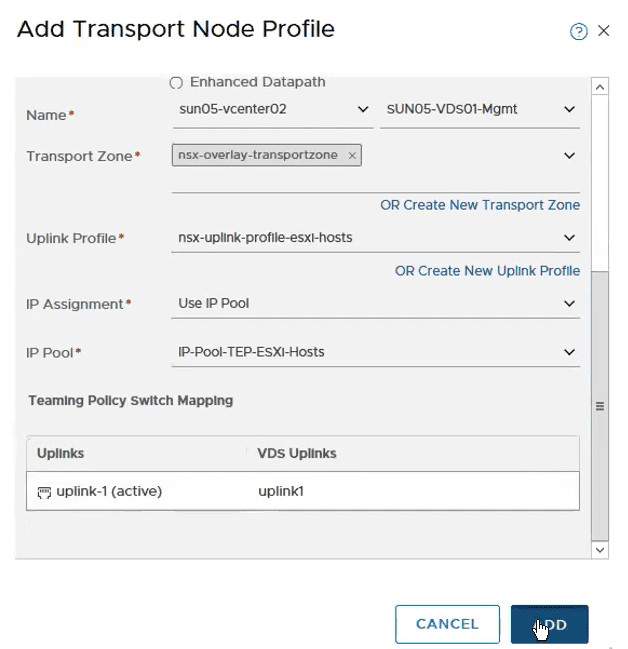 Add Transport Node Profile
Enhanced Datapath
Name* sun05-vcenter02 SUN05-VDS01-Mgmt
Transport Zone* nsx-overlay-transportzone ×
OR Create New Transport Zone
Uplink Profile* nsx-uplink-profile-esxi-hosts
OR Create New Uplink Profile
IP Assignment* Use IP Pool
IP Pool* IP-Pool-TEP-ESXi-Hosts
Teaming Policy Switch Mapping
Uplinks VDS Uplinks
uplink-1 (active) uplink1
CANCEL ADD